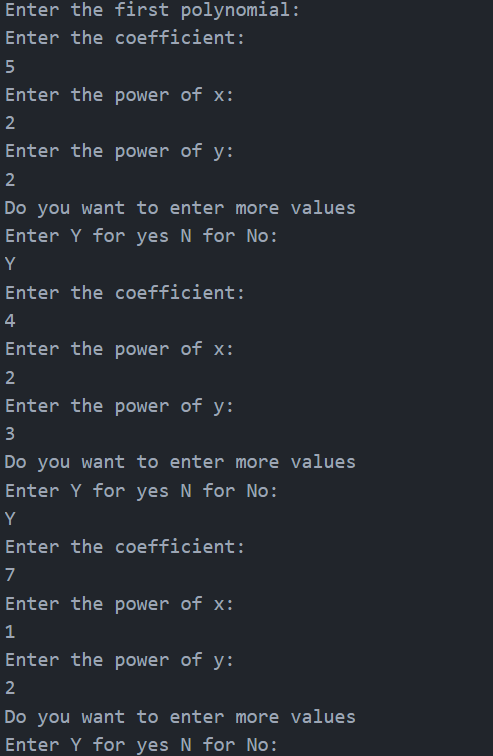 Enter the first polynomial:
Enter the coefficient:
5
Enter the power of x:
2
Enter the power of y:
2
Do you want to enter more values
Enter Y for yes N for No:
Y
Enter the coefficient:
4
Enter the power of x:
2
Enter the power of y:
3
Do you want to enter more values
Enter Y for yes N for No:
Y
Enter the coefficient:
7
Enter the power of x:
1
Enter the power of y:
2
Do you want to enter more values
Enter Y for yes N for No: